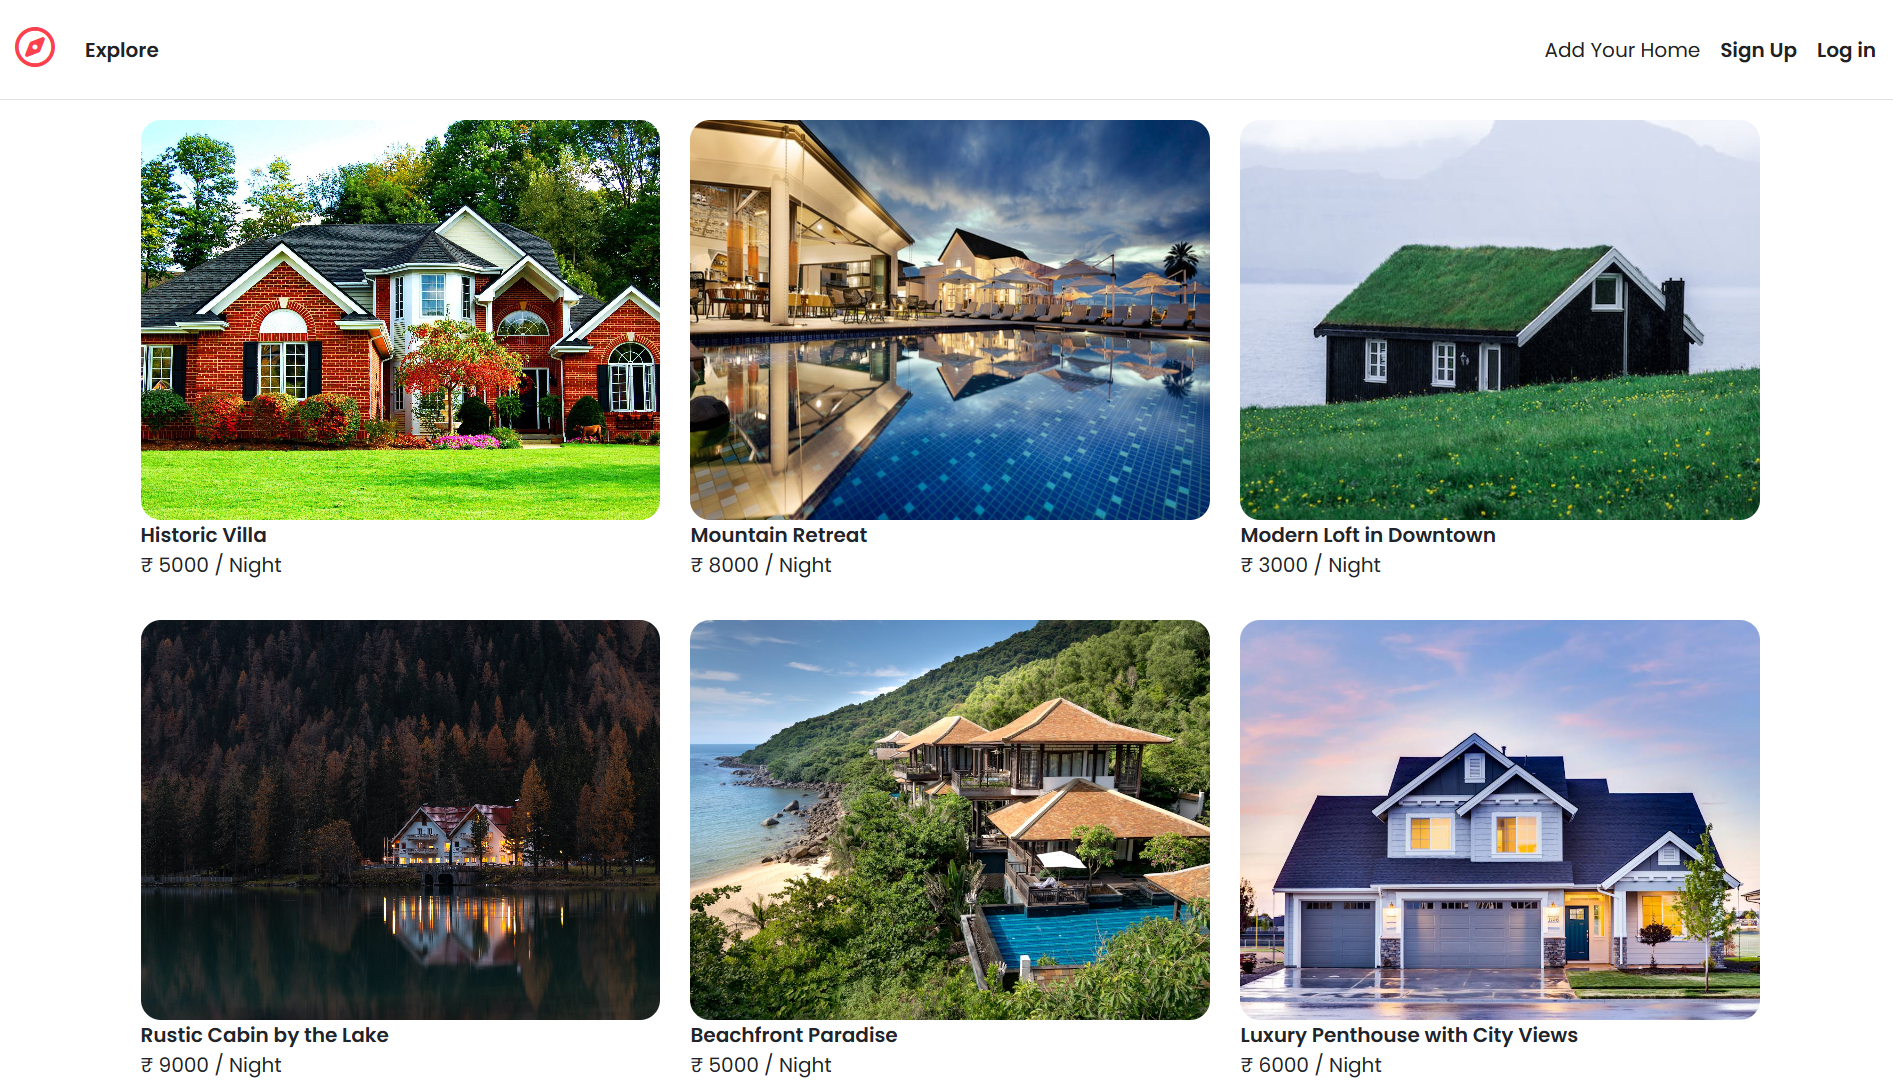 Explore
Add Your Home Sign Up Log in
Historic Villa
₹ 5000 / Night
Mountain Retreat
₹ 8000 / Night
Modern Loft in Downtown
₹ 3000 / Night
Rustic Cabin by the Lake
₹ 9000 / Night
Beachfront Paradise
₹ 5000 / Night
Luxury Penthouse with City Views
₹ 6000 / Night